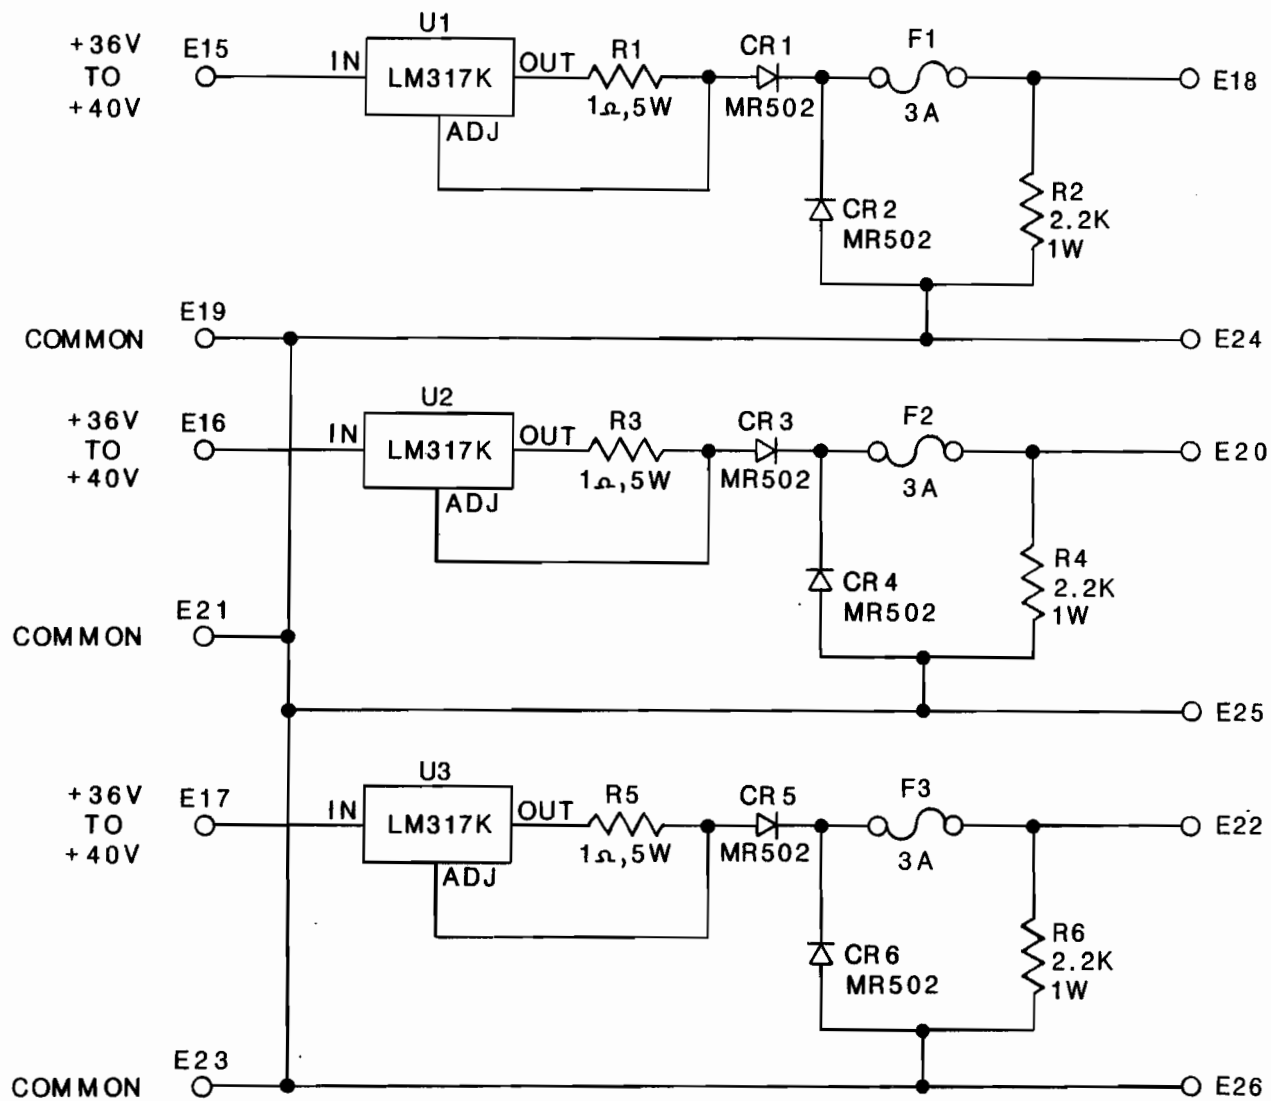 +36V
TO
+40V
E15
IN
U1
LM317K
ADJ
OUT
R1
1Ω,5W
CR1
MR502
F1
3A
E18
CR2
MR502
R2
2.2K
1W
COMMON
E19
E24
+36V
TO
+40V
E16
IN
U2
LM317K
ADJ
OUT
R3
1Ω,5W
CR3
MR502
F2
3A
E20
CR4
MR502
R4
2.2K
1W
COMMON
E21
E25
+36V
TO
+40V
E17
IN
U3
LM317K
ADJ
OUT
R5
1Ω,5W
CR5
MR502
F3
3A
E22
CR6
MR502
R6
2.2K
1W
COMMON
E23
E26